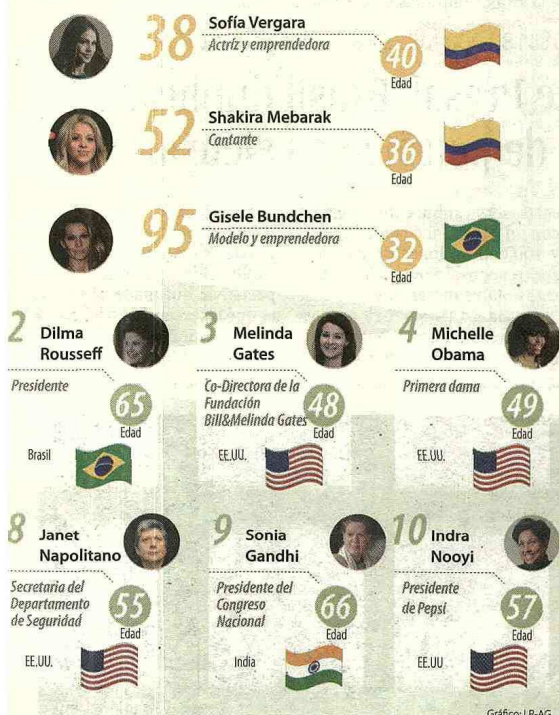 38 Sofía Vergara
Actríz y emprendedora
40
Edad
52 Shakira Mebarak
Cantante
36
Edad
95 Gisele Bundchen
Modelo y emprendedora
32
Edad
2 Dilma
Rousseff
Presidente
65
Edad
Brasil
3 Melinda
Gates
Co-Directora de la
Fundación
Bill&Melinda Gates
48
Edad
EE.UU.
4 Michelle
Obama
Primera dama
49
Edad
EE.UU.
8 Janet
Napolitano
Secretaria del
Departamento
de Seguridad
55
Edad
EE.UU.
9 Sonia
Gandhi
Presidente del
Congreso
Nacional
66
Edad
India
10 Indra
Nooyi
Presidente
de Pepsi
57
Edad
EE.UU
Gráfico: LR-AG